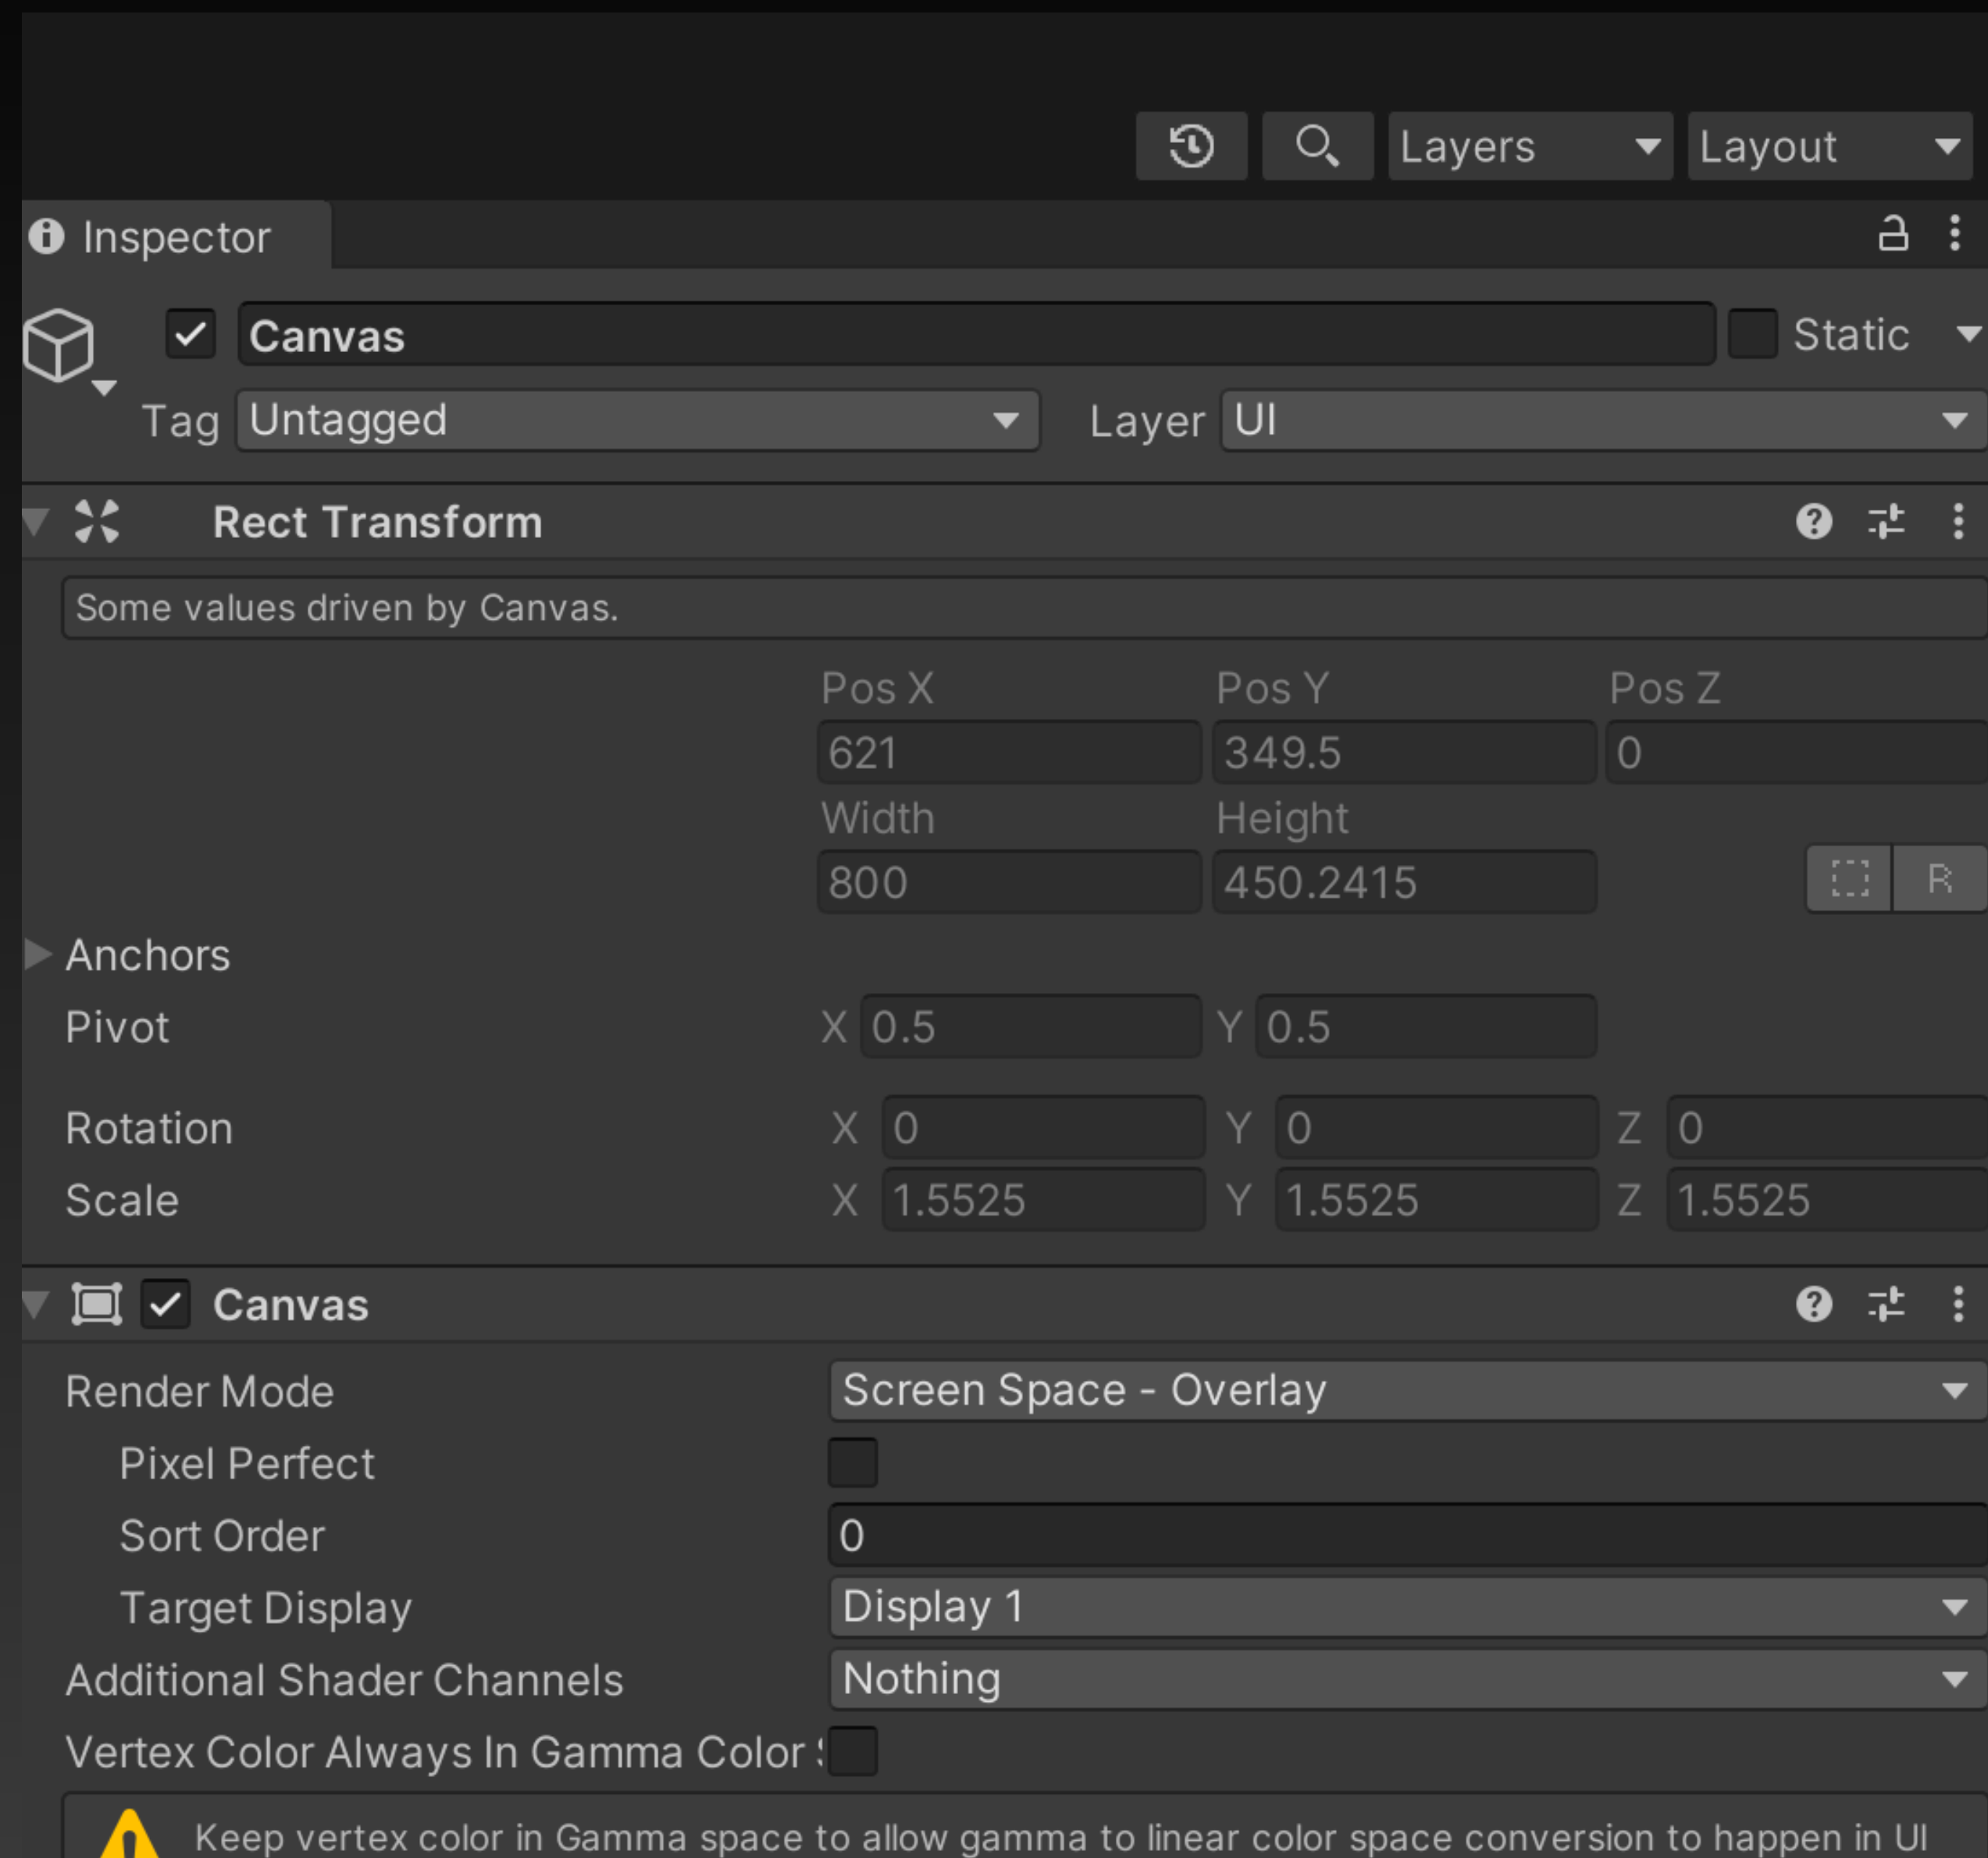 Layers Layout
Inspector
Canvas Static
Tag Untagged Layer UI
Rect Transform
Some values driven by Canvas.
Pos X Pos Y Pos Z
621 349.5 0
Width Height
800 450.2415 R
Anchors
Pivot X 0.5 Y 0.5
Rotation X 0 Y 0 Z 0
Scale X 1.5525 Y 1.5525 Z 1.5525
Canvas
Render Mode Screen Space - Overlay
Pixel Perfect
Sort Order 0
Target Display Display 1
Additional Shader Channels Nothing
Vertex Color Always In Gamma Color
Keep vertex color in Gamma space to allow gamma to linear color space conversion to happen in UI